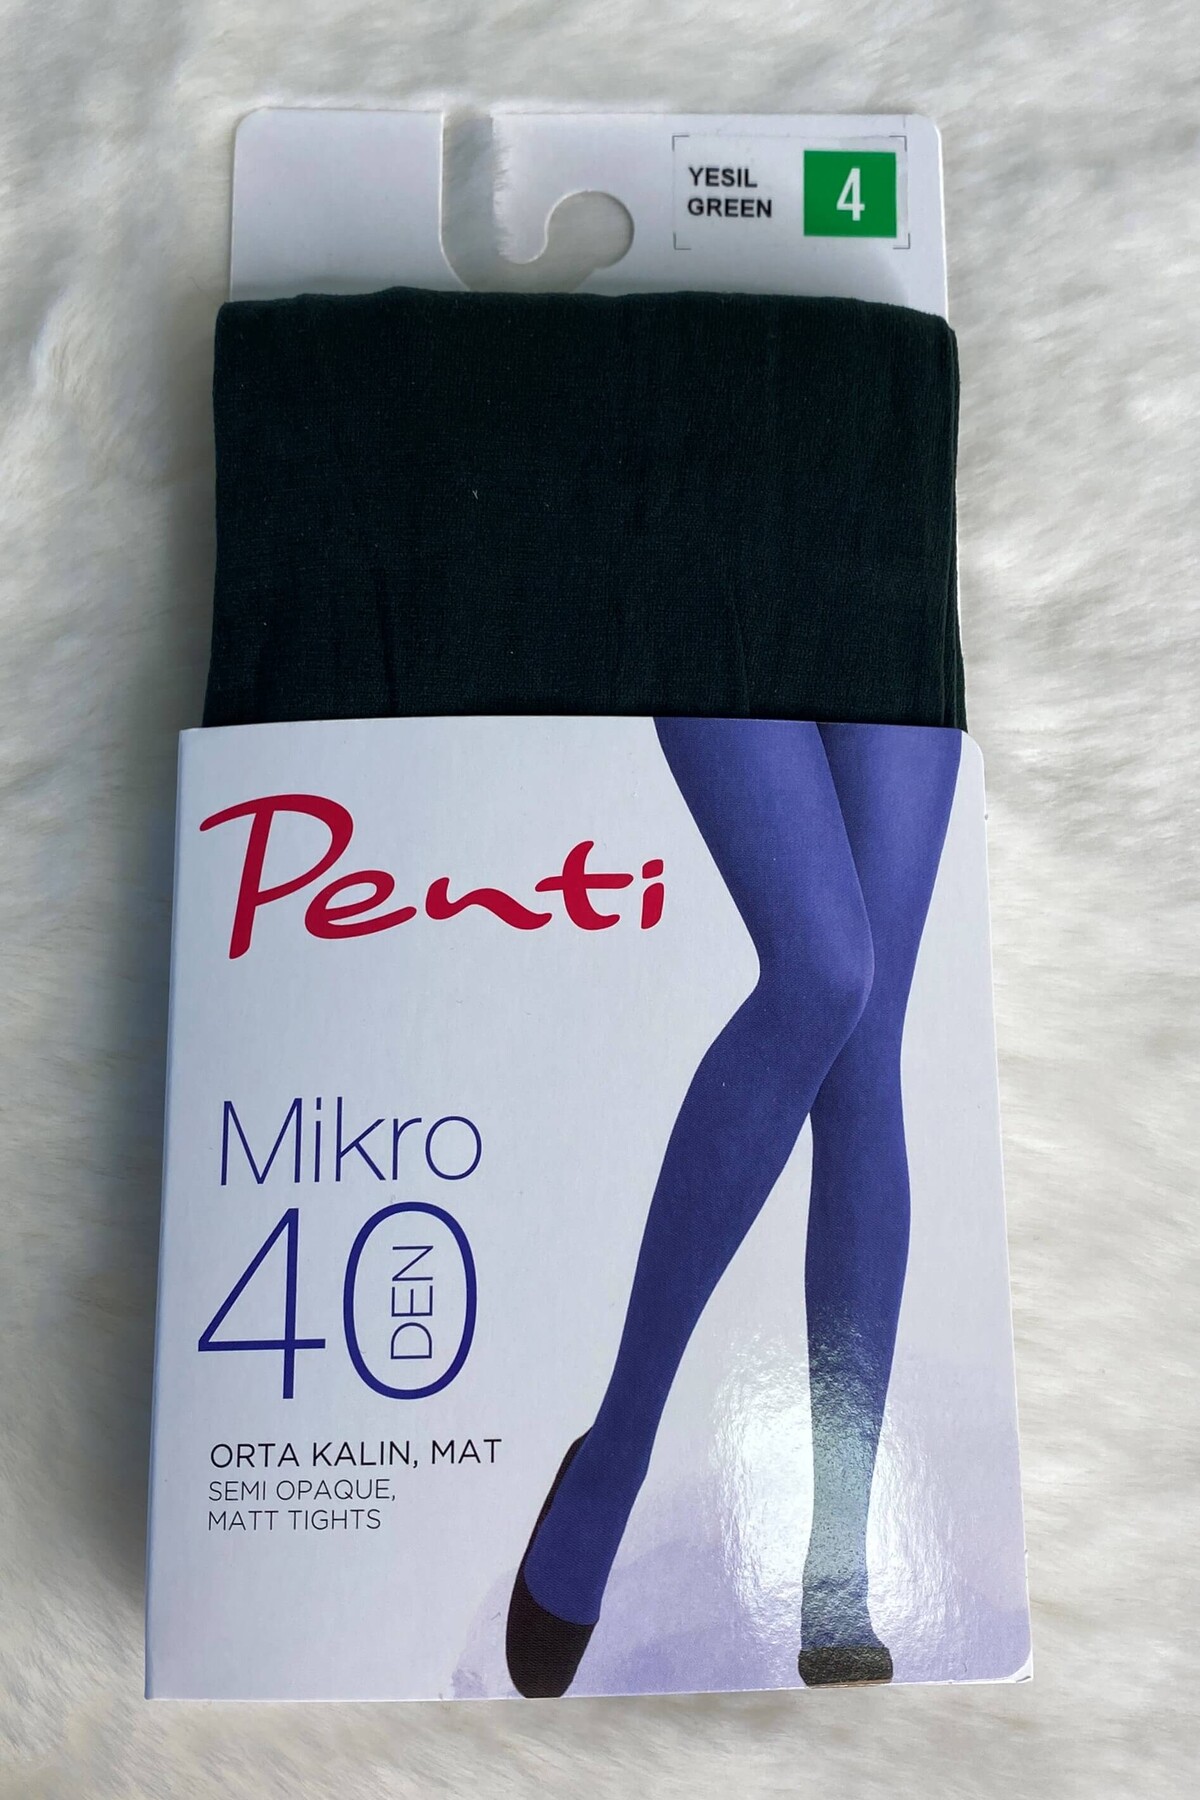 YESIL
GREEN
4
Penti
Mikro
40
DEN
ORTA KALIN, MAT
SEMI OPAQUE,
MATT TIGHTS